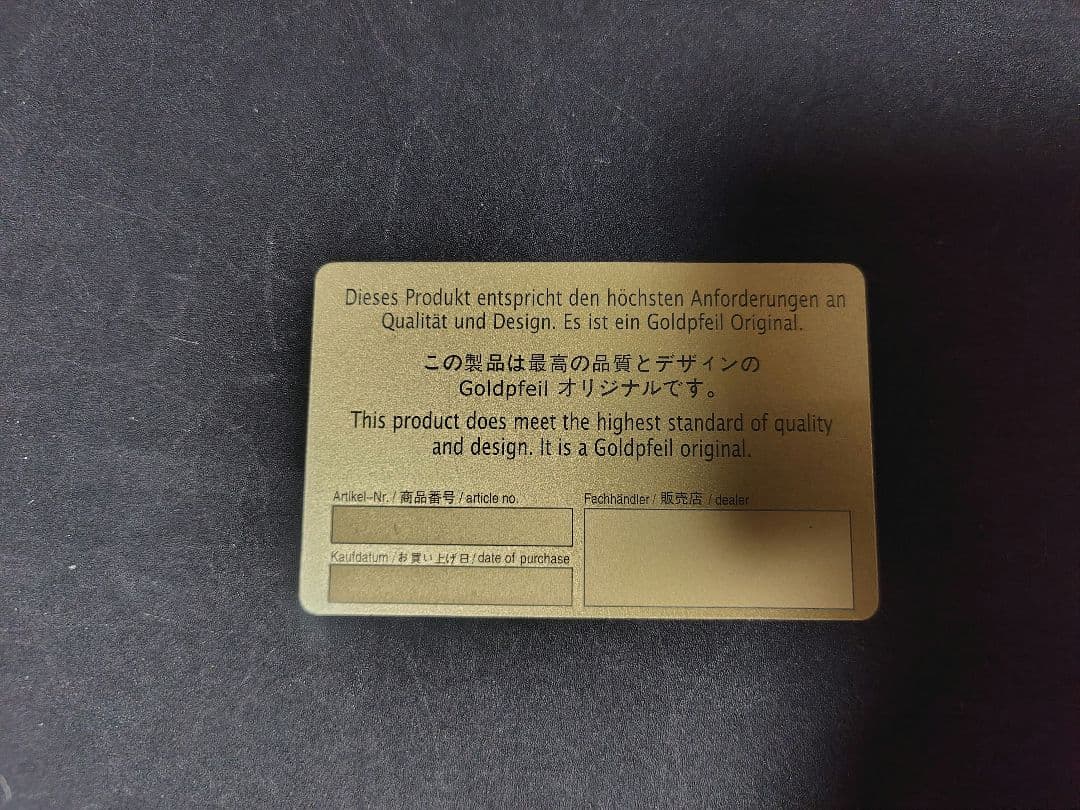 Dieses Produkt entspricht den höchsten Anforderungen an
Qualität und Design. Es ist ein Goldpfeil Original.
この製品は最高の品質とデザインの
Goldpfeil オリジナルです。
This product does meet the highest standard of quality
and design. It is a Goldpfeil original.
Artikel-Nr. / 商品番号 / article no.
Fachhändler / 販売店 / dealer
Kaufdatum / お買い上げ日 / date of purchase